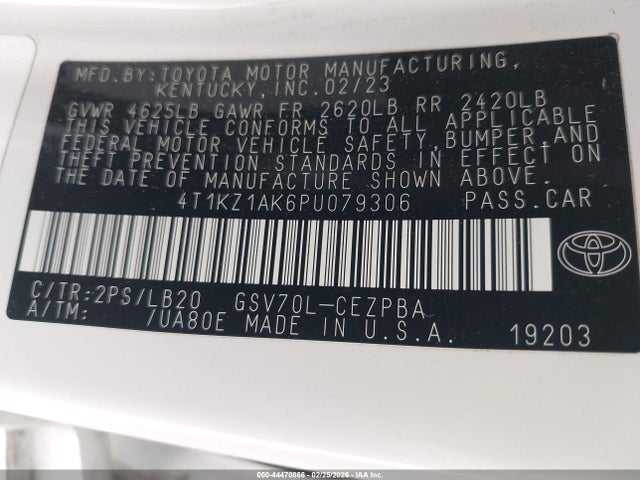 MFD.BY:TOYOTA MOTOR MANUFACTURING,
KENTUCKY,INC.02/23
GVWR 4625LB GAWR FR 2620LB RR 2420LB
THIS VEHICLE CONFORMS TO ALL APPLICABLE
FEDERAL MOTOR VEHICLE SAFETY,BUMPER,AND
THEFT PREVENTION STANDARDS IN EFFECT ON
THE DATE OF MANUFACTURE SHOWN ABOVE.
4T1KZ1AK6PU079306 PASS.CAR
C/TR:2PS/LB20 GSV70L-CEZPBA
A/TM: /UA80E MADE IN U.S.A. 19203
TOYOTA
000-44470866 - 02/25/2026 - IAA Inc.